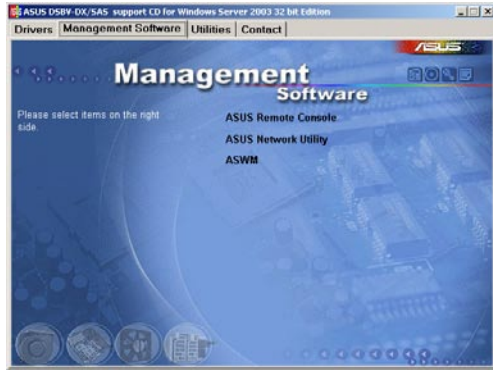 ASUS DSBV-DX/SAS support CD for Windows Server 2003 32 bit Edition
Drivers Management Software Utilities Contact
ASUS
Management
Software
Please select items on the right
side.
ASUS Remote Console
ASUS Network Utility
ASWM